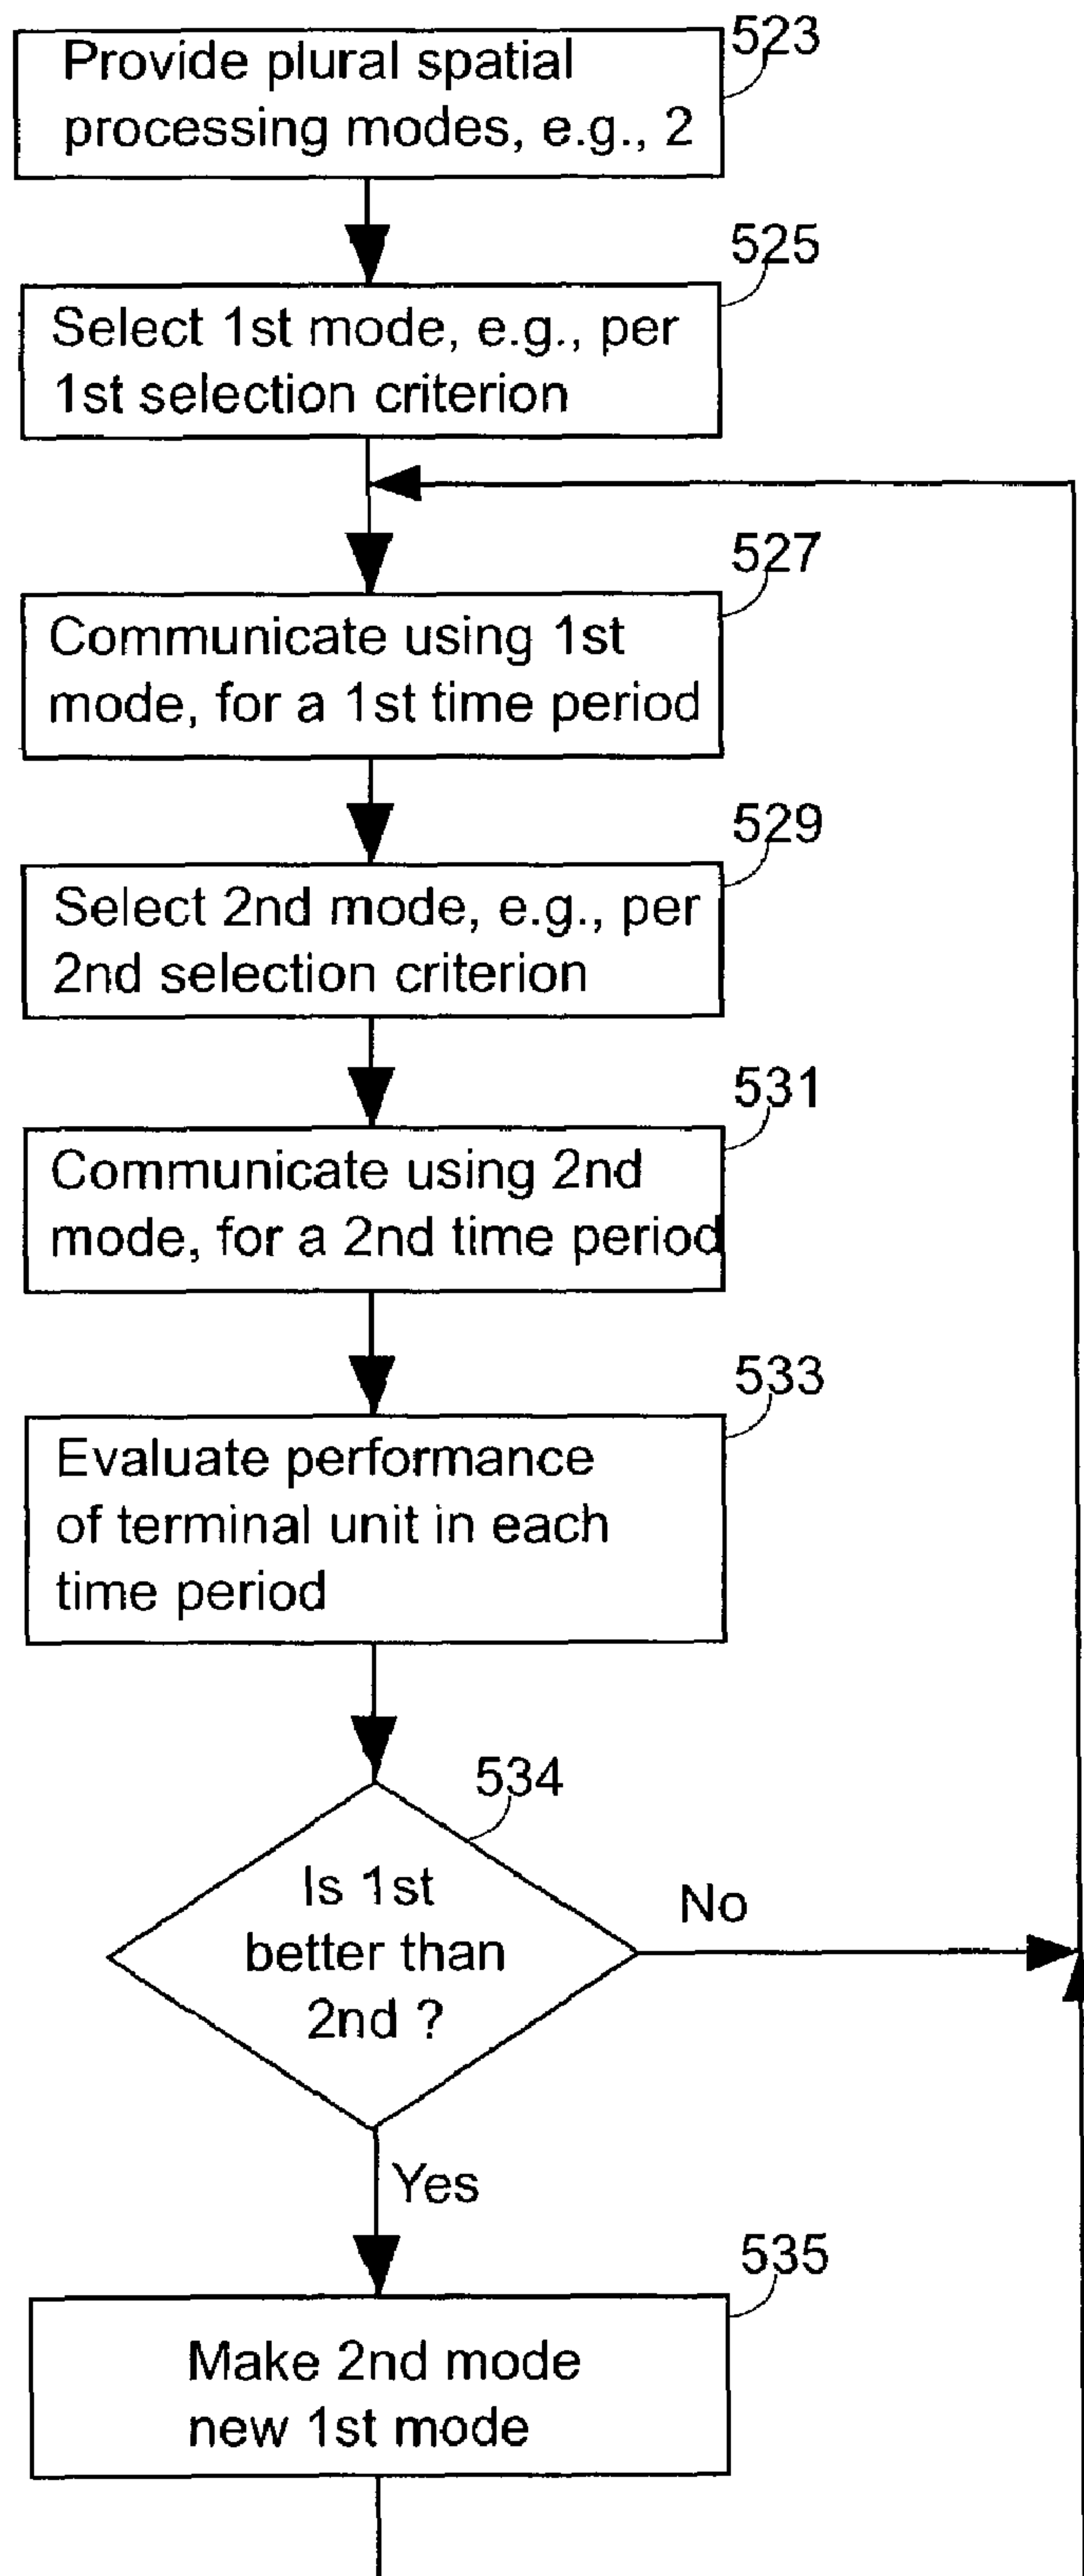 523
Provide plural spatial
processing modes, e.g., 2
525
Select 1st mode, e.g., per
1st selection criterion
527
Communicate using 1st
mode, for a 1st time period
529
Select 2nd mode, e.g., per
2nd selection criterion
531
Communicate using 2nd
mode, for a 2nd time period
533
Evaluate performance
of terminal unit in each
time period
534
Is 1st
better than
2nd ?
No
Yes
535
Make 2nd mode
new 1st mode